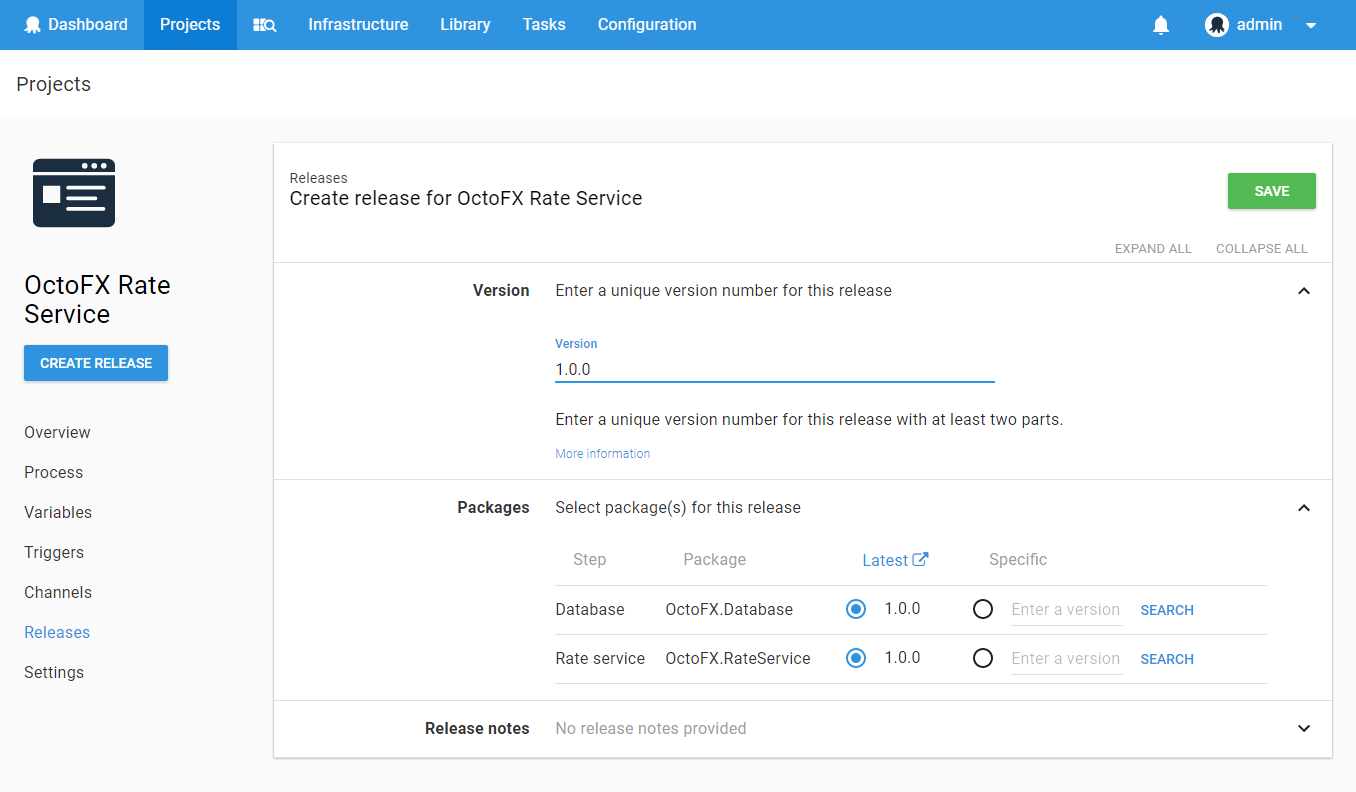 Dashboard Projects Infrastructure Library Tasks Configuration admin
Projects
OctoFX Rate
Service
CREATE RELEASE
Overview
Process
Variables
Triggers
Channels
Releases
Settings
Releases
Create release for OctoFX Rate Service
SAVE
EXPAND ALL COLLAPSE ALL
Version Enter a unique version number for this release
Version
1.0.0
Enter a unique version number for this release with at least two parts.
More information
Packages Select package(s) for this release
Step Package Latest Specific
Database OctoFX.Database 1.0.0 Enter a version SEARCH
Rate service OctoFX.RateService 1.0.0 Enter a version SEARCH
Release notes No release notes provided